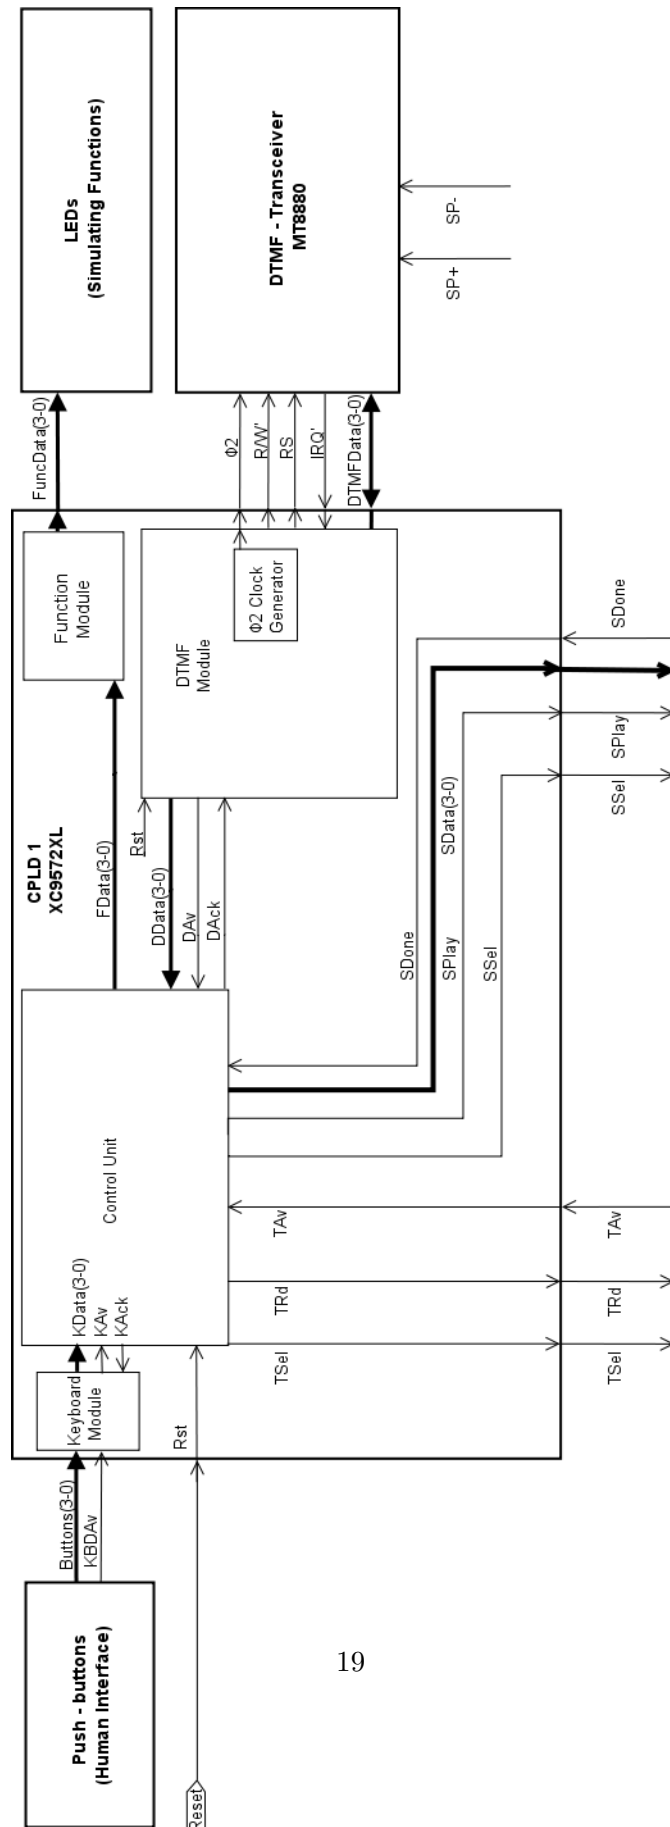 LEDs
(Simulating Functions)
DTMF - Transceiver
MT8880
SP-
SP+
FuncData(3-0)
Φ2
R/W'
RS
IRQ'
DTMFData(3-0)
Function
Module
Φ2 Clock
Generator
DTMF
Module
CPLD 1
XC9572XL
FData(3-0)
Rst
DData(3-0)
DAv
DAck
SDone
SData(3-0)
SPlay
SSel
SDone
SPlay
SSel
Control Unit
KData(3-0)
KAv
KAck
TAv
TRd
TSel
TAv
TRd
TSel
Keyboard
Module
Rst
Buttons(3-0)
KBDAv
Push - buttons
(Human Interface)
Reset
19